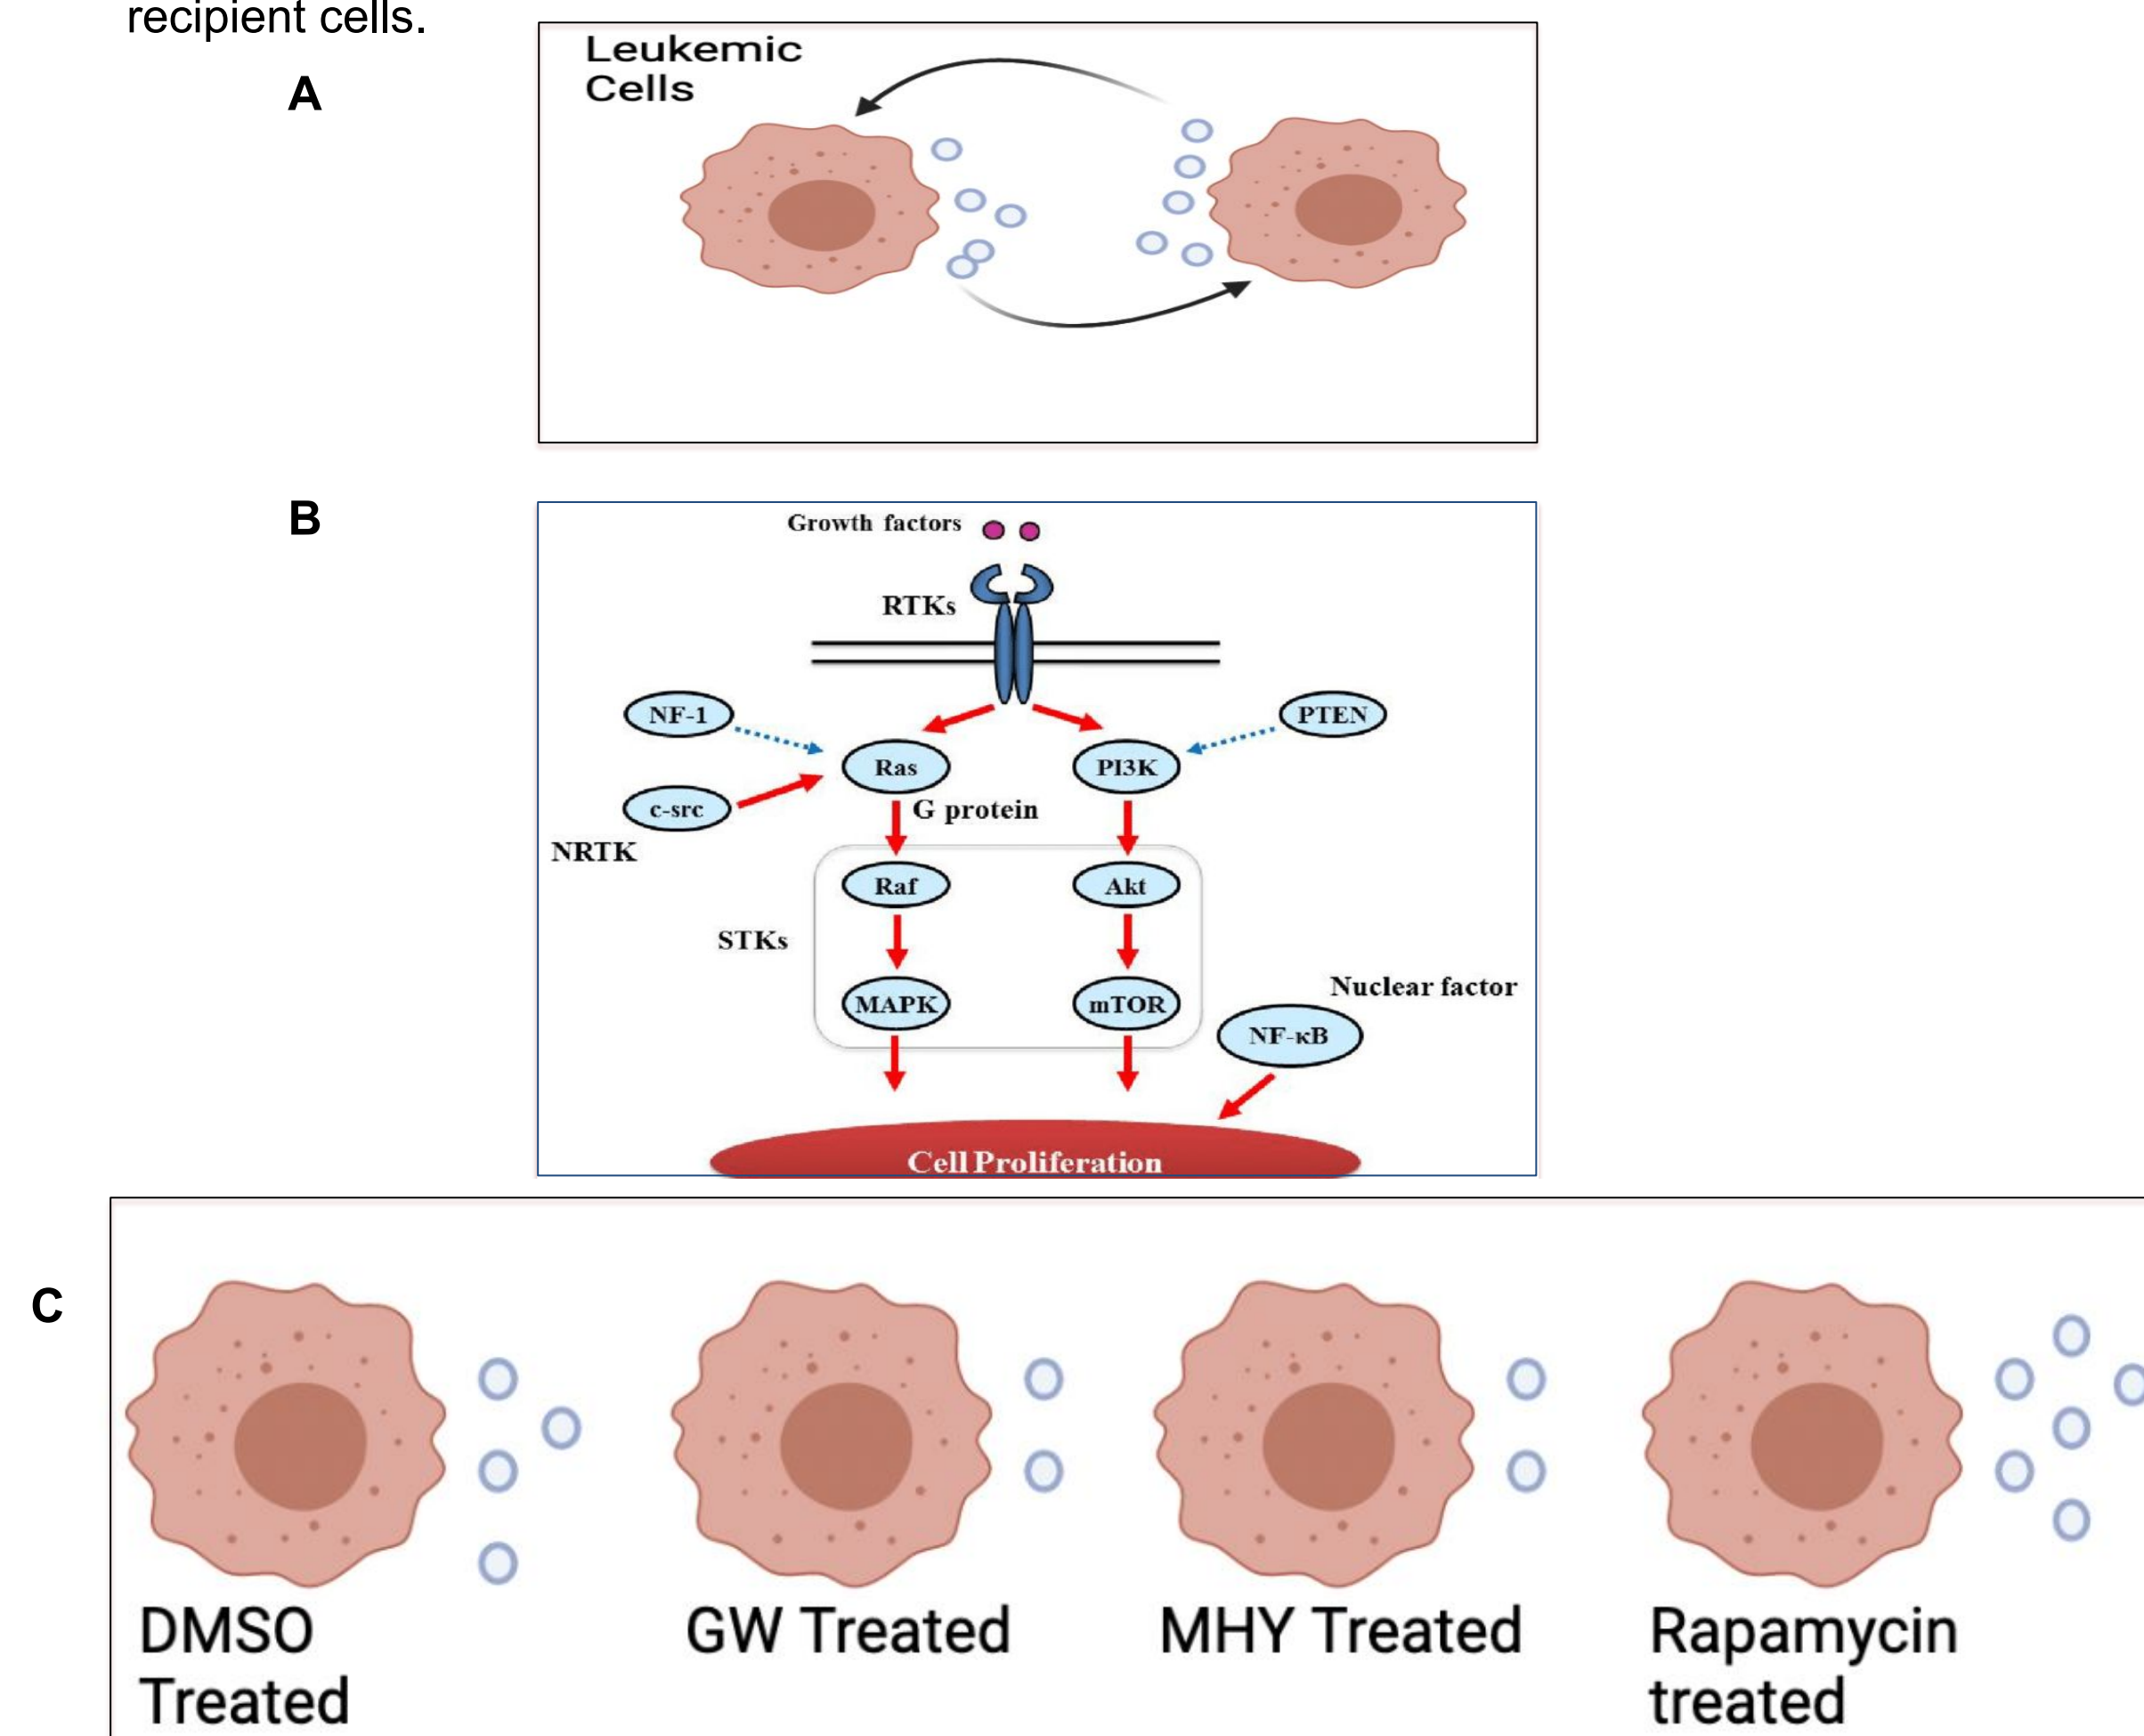 recipient cells.
A
Leukemic
Cells
B
Growth factors
RTKs
NF-1
PTEN
Ras
PI3K
c-src
G protein
NRTK
Raf
Akt
STKs
Nuclear factor
MAPK
mTOR
NF-κB
Cell Proliferation
C
DMSO
Treated
GW Treated
MHY Treated
Rapamycin
treated